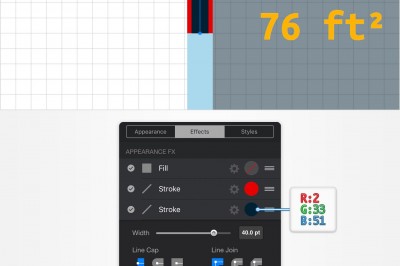 76 ft²
Appearance
Effects
Styles
APPEARANCE FX
Fill
Stroke
Stroke
R:2
G:33
B:51
Width
40.0 pt
Line Cap
Line Join